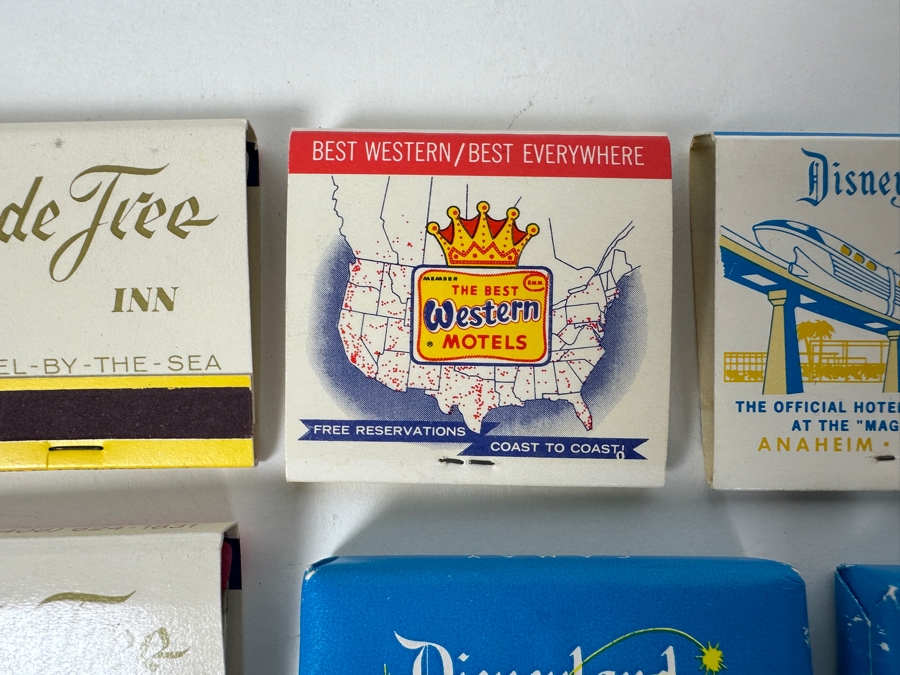 de Tree
INN
EL-BY-THE-SEA
BEST WESTERN/BEST EVERYWHERE
MEMBER
THE BEST
Western
® MOTELS
FREE RESERVATIONS
COAST TO COAST!
Disney
THE OFFICIAL HOTE
AT THE "MAG
ANAHEIM •
Disneyland